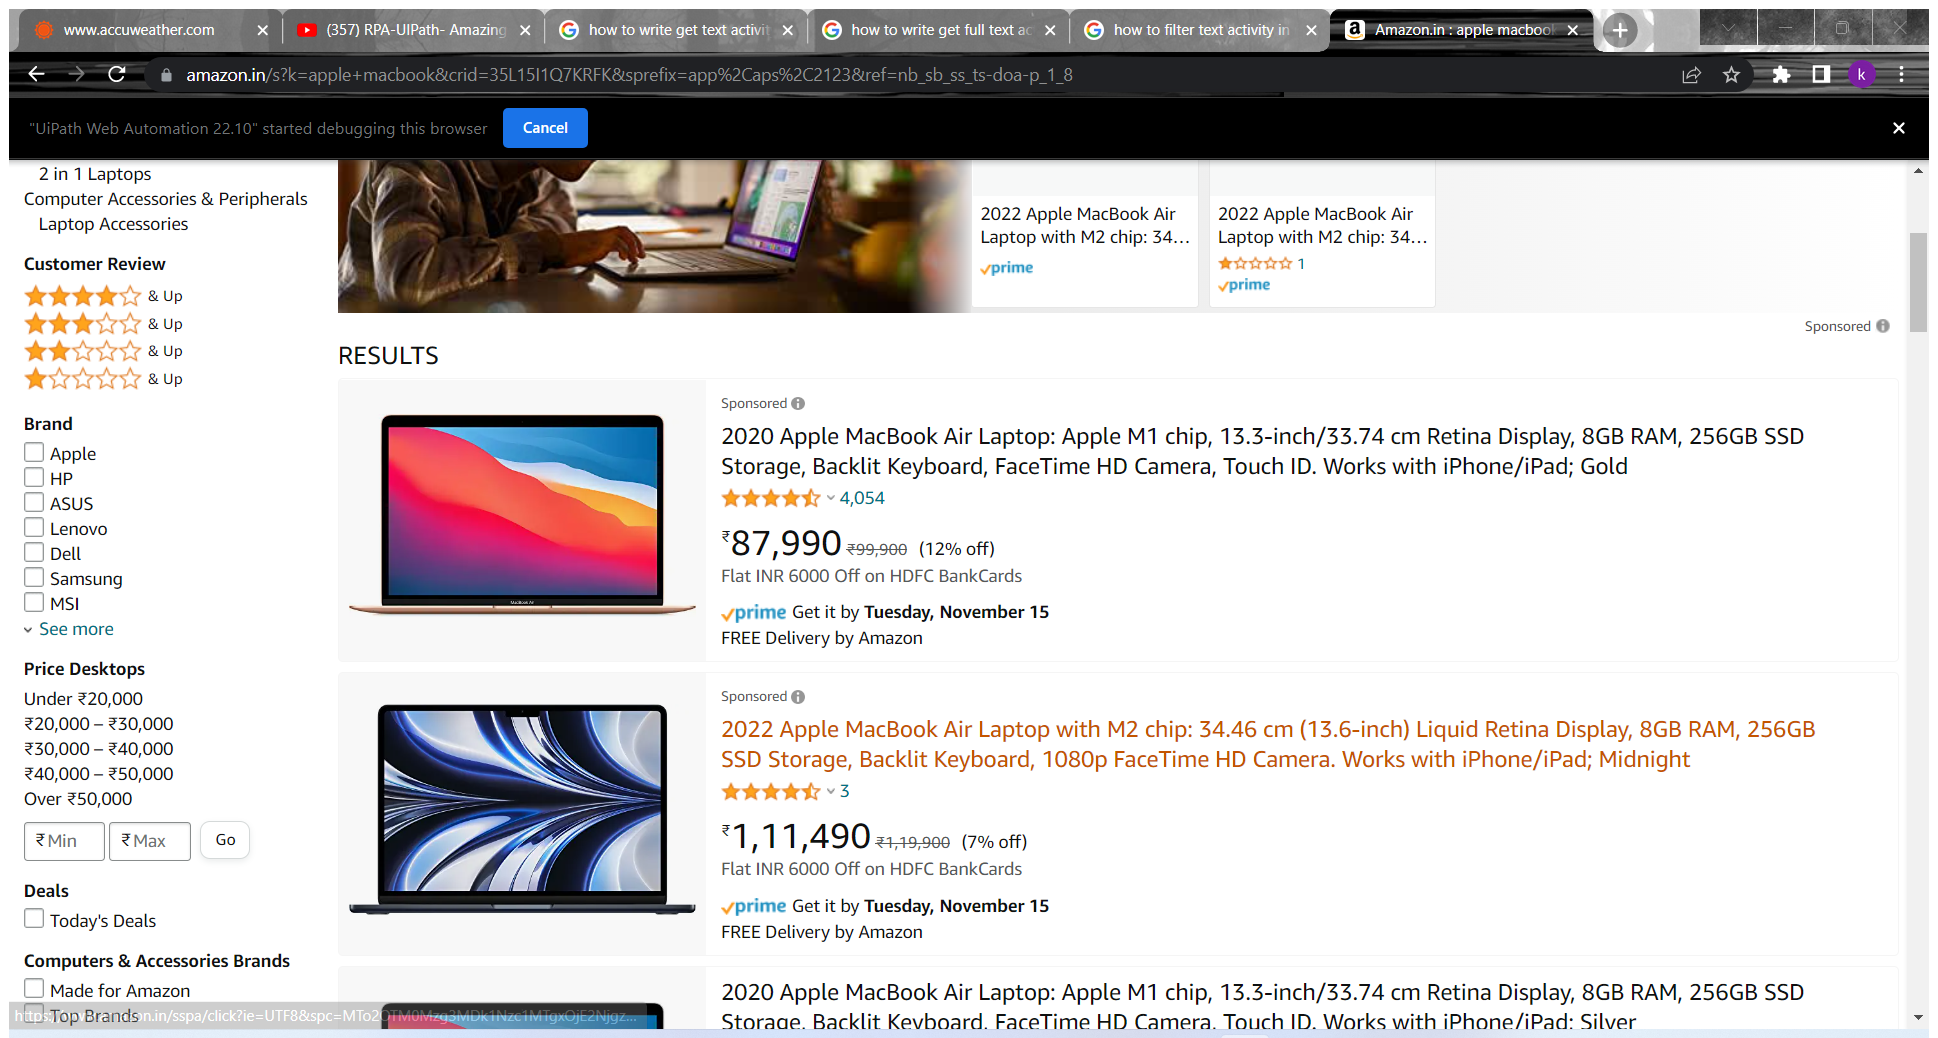 www.accuweather.com
(357) RPA-UIPath- Amazing
how to write get text activit
how to write get full text ac
how to filter text activity in
Amazon.in : apple macbool
amazon.in/s?k=apple+macbook&crid=35L15I1Q7KRFK&sprefix=app%2Caps%2C2123&ref=nb_sb_ss_ts-doa-p_1_8
k
"UiPath Web Automation 22.10" started debugging this browser
Cancel
2 in 1 Laptops
Computer Accessories & Peripherals
Laptop Accessories
Customer Review
& Up
& Up
& Up
& Up
Brand
Apple
HP
ASUS
Lenovo
Dell
Samsung
MSI
See more
Price Desktops
Under ₹20,000
₹20,000 – ₹30,000
₹30,000 – ₹40,000
₹40,000 – ₹50,000
Over ₹50,000
₹ Min
₹ Max
Go
Deals
Today's Deals
Computers & Accessories Brands
Made for Amazon
Top Brands
2022 Apple MacBook Air
Laptop with M2 chip: 34...
prime
2022 Apple MacBook Air
Laptop with M2 chip: 34...
1
prime
Sponsored
RESULTS
Sponsored
2020 Apple MacBook Air Laptop: Apple M1 chip, 13.3-inch/33.74 cm Retina Display, 8GB RAM, 256GB SSD
Storage, Backlit Keyboard, FaceTime HD Camera, Touch ID. Works with iPhone/iPad; Gold
4,054
₹87,990 ₹99,900 (12% off)
Flat INR 6000 Off on HDFC BankCards
prime Get it by Tuesday, November 15
FREE Delivery by Amazon
MacBook Air
Sponsored
2022 Apple MacBook Air Laptop with M2 chip: 34.46 cm (13.6-inch) Liquid Retina Display, 8GB RAM, 256GB
SSD Storage, Backlit Keyboard, 1080p FaceTime HD Camera. Works with iPhone/iPad; Midnight
3
₹1,11,490 ₹1,19,900 (7% off)
Flat INR 6000 Off on HDFC BankCards
prime Get it by Tuesday, November 15
FREE Delivery by Amazon
2020 Apple MacBook Air Laptop: Apple M1 chip, 13.3-inch/33.74 cm Retina Display, 8GB RAM, 256GB SSD
Storage, Backlit Keyboard, FaceTime HD Camera, Touch ID. Works with iPhone/iPad; Silver